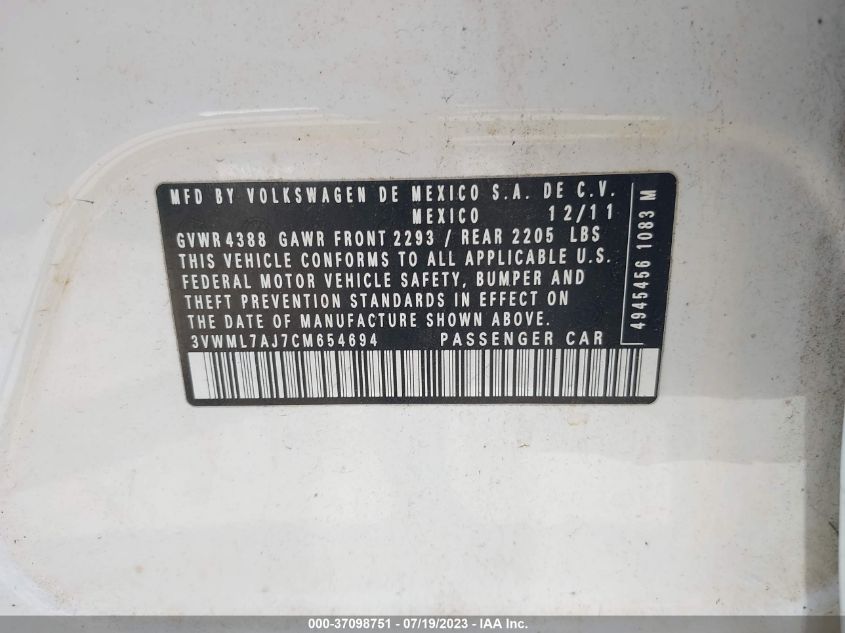 MFD BY VOLKSWAGEN DE MEXICO S.A. DE C.V.
MEXICO 12/11
GVWR 4388 GAWR FRONT 2293 / REAR 2205 LBS
THIS VEHICLE CONFORMS TO ALL APPLICABLE U.S.
FEDERAL MOTOR VEHICLE SAFETY, BUMPER AND
THEFT PREVENTION STANDARDS IN EFFECT ON
THE DATE OF MANUFACTURE SHOWN ABOVE.
3VWML7AJ7CM654694 PASSENGER CAR
49454456 1083 M
000-37098751 - 07/19/2023 - IAA Inc.